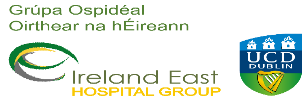 Grúpa Ospidéal
Oirthear na hÉireann
Ireland East
HOSPITAL GROUP
UCD
DUBLIN